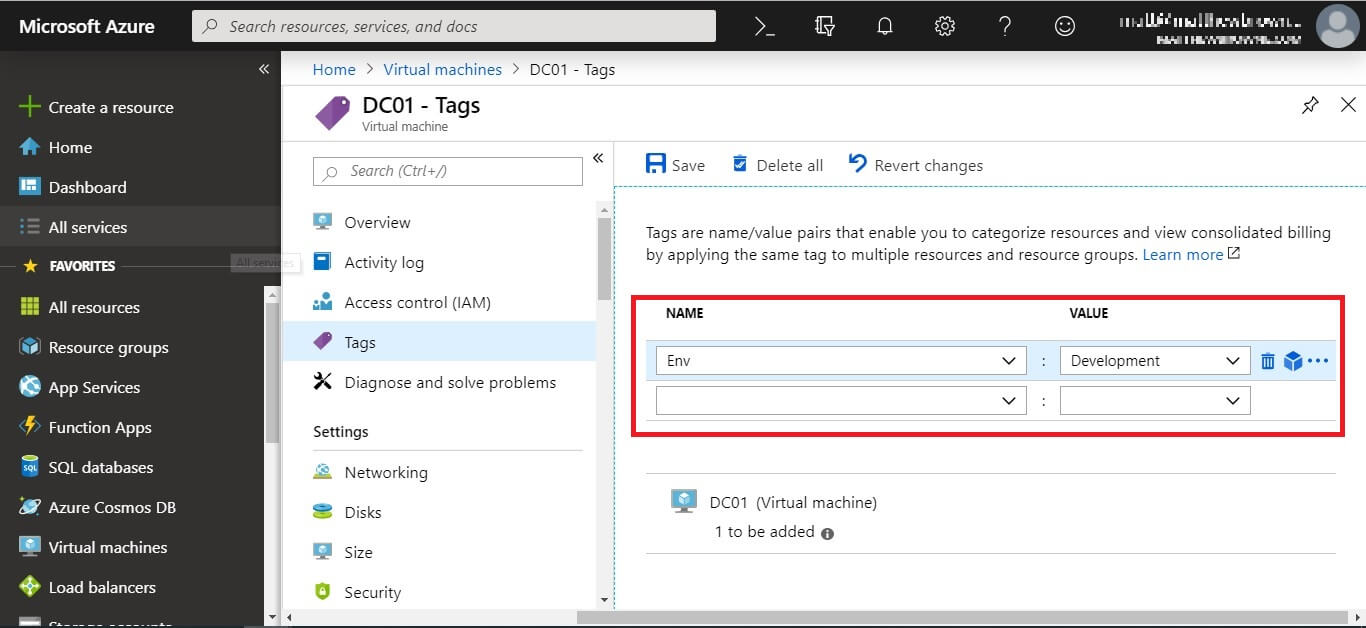 Microsoft Azure
Search resources, services, and docs
Create a resource
Home
Dashboard
All services
FAVORITES
All services
All resources
Resource groups
App Services
Function Apps
SQL databases
Azure Cosmos DB
Virtual machines
Load balancers
Storage accounts
Home > Virtual machines > DC01 - Tags
DC01 - Tags
Virtual machine
Search (Ctrl+/)
Overview
Activity log
Access control (IAM)
Tags
Diagnose and solve problems
Settings
Networking
Disks
Size
Security
Save Delete all Revert changes
Tags are name/value pairs that enable you to categorize resources and view consolidated billing
by applying the same tag to multiple resources and resource groups. Learn more
NAME VALUE
Env : Development
:
DC01 (Virtual machine)
1 to be added